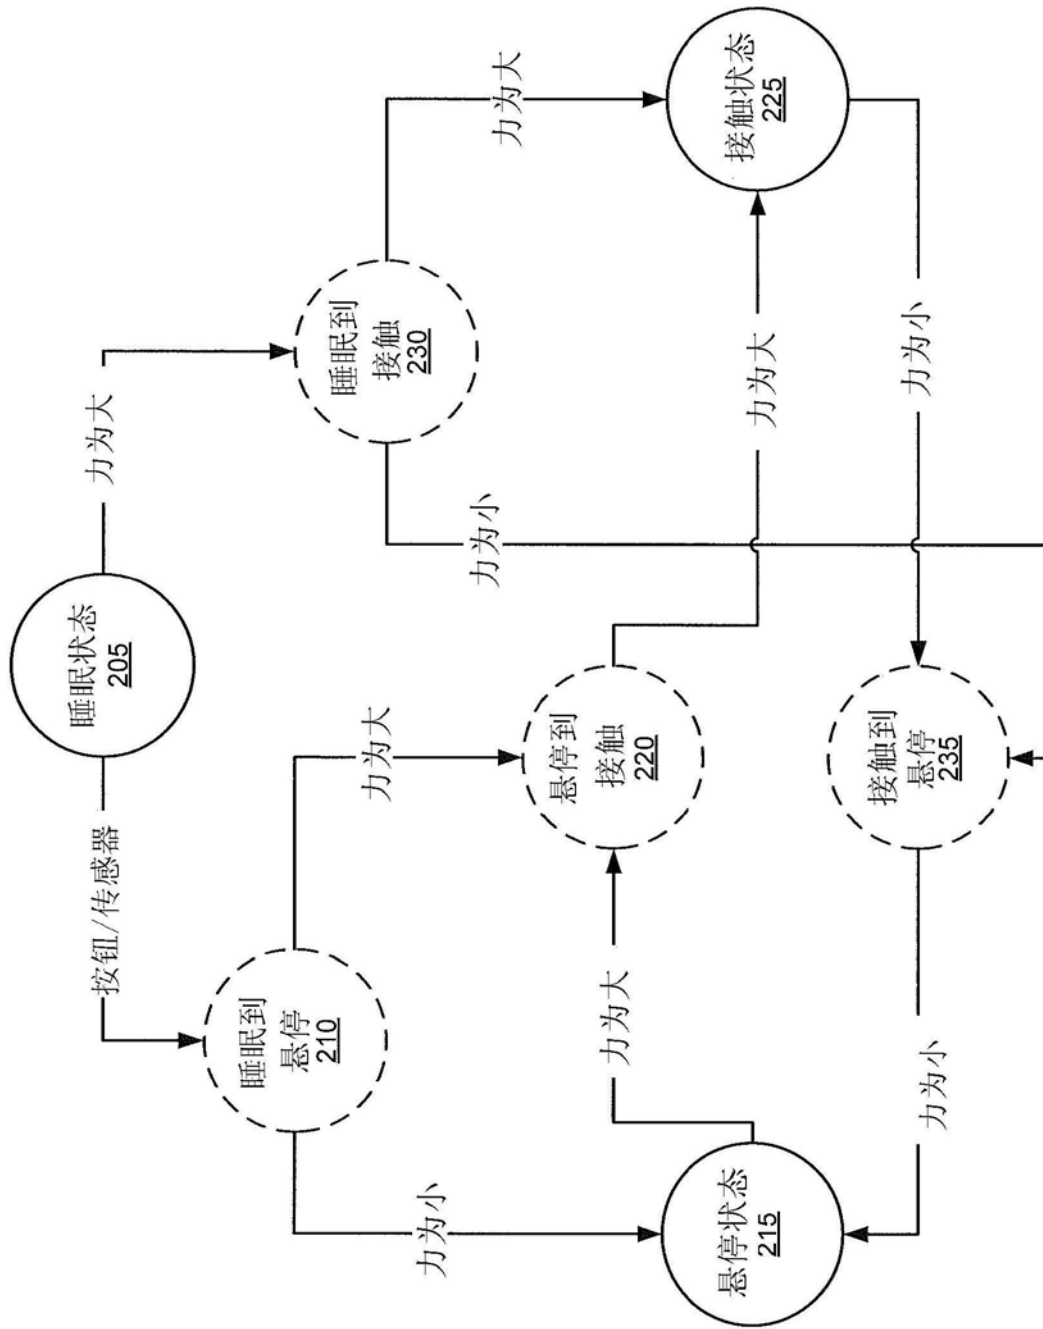 睡眠状态
205
按钮/传感器
力为大
睡眠到
悬停
210
睡眠到
接触
230
力为小
力为大
力为小
力为大
悬停到
接触
220
力为大
悬停状态
215
力为大
接触状态
225
接触到
悬停
235
力为小
力为小